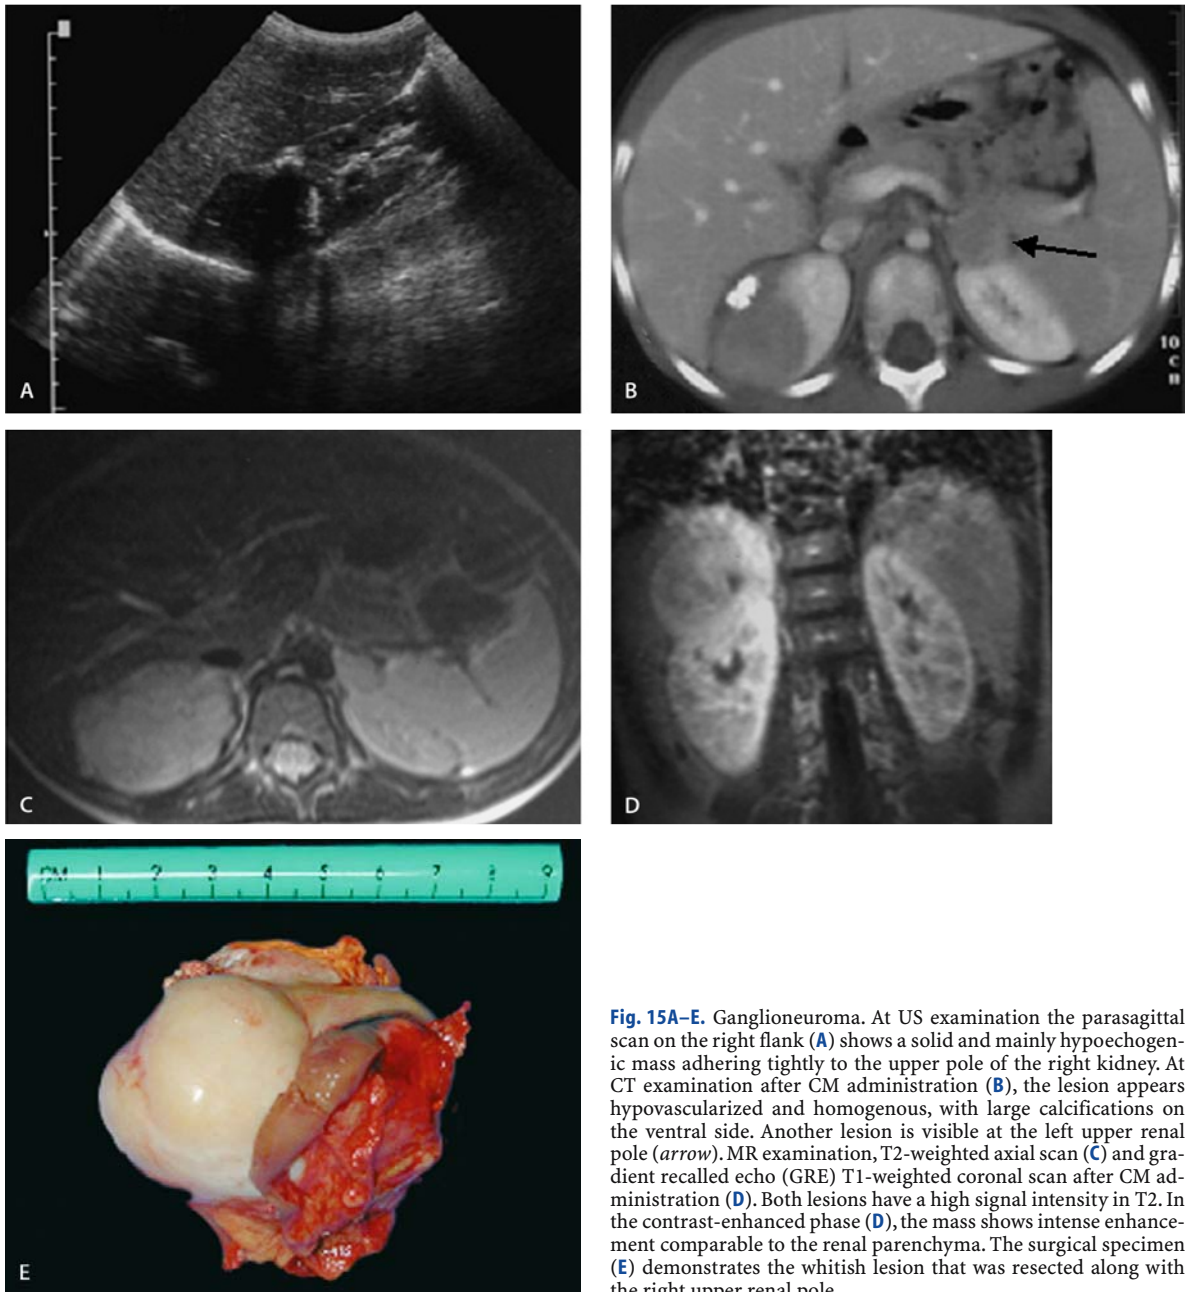 A
B
10
C
C
D
CM 1 2 3 4 5 6 7 8 9
E
Fig. 15A–E. Ganglioneuroma. At US examination the parasagittal
scan on the right flank (A) shows a solid and mainly hypoechogen-
ic mass adhering tightly to the upper pole of the right kidney. At
CT examination after CM administration (B), the lesion appears
hypovascularized and homogenous, with large calcifications on
the ventral side. Another lesion is visible at the left upper renal
pole (arrow). MR examination, T2-weighted axial scan (C) and gra-
dient recalled echo (GRE) T1-weighted coronal scan after CM ad-
ministration (D). Both lesions have a high signal intensity in T2. In
the contrast-enhanced phase (D), the mass shows intense enhance-
ment comparable to the renal parenchyma. The surgical specimen
(E) demonstrates the whitish lesion that was resected along with
the right upper renal pole